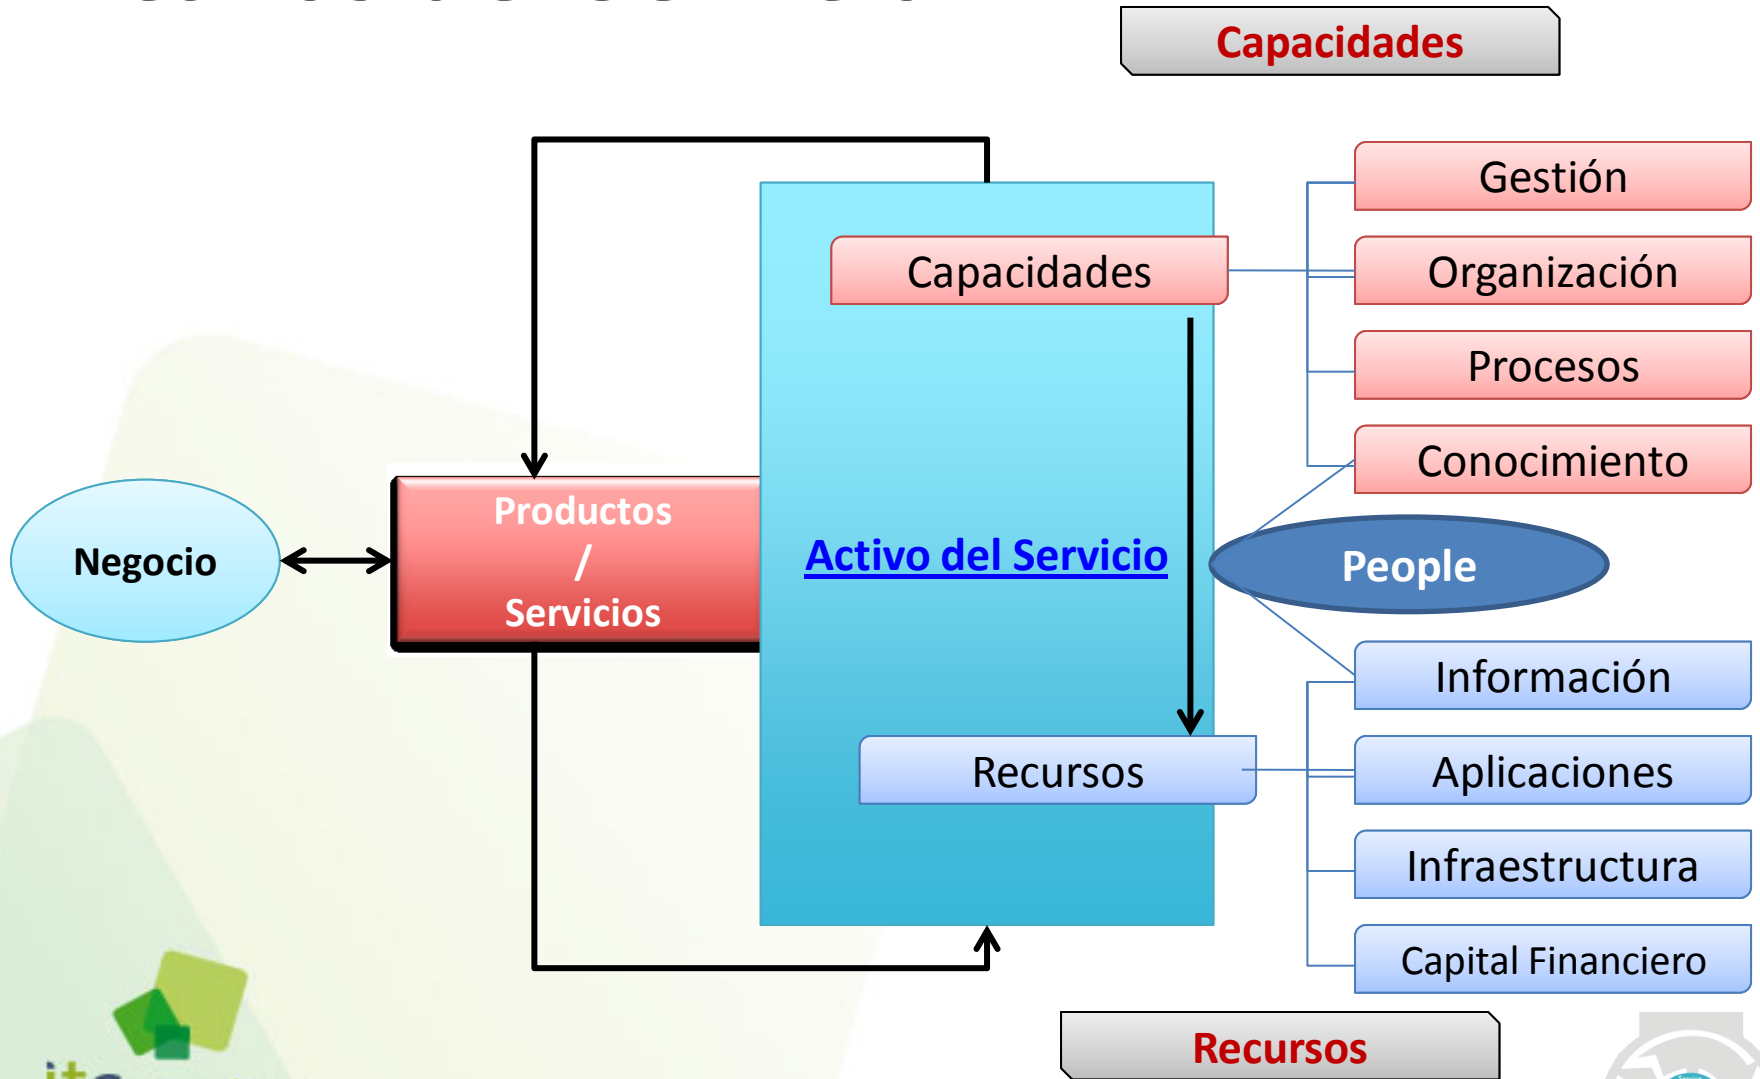 Capacidades
Gestión
Capacidades
Organización
Procesos
Conocimiento
Productos
/
Servicios
Negocio
Activo del Servicio
People
Información
Recursos
Aplicaciones
Infraestructura
Capital Financiero
Recursos